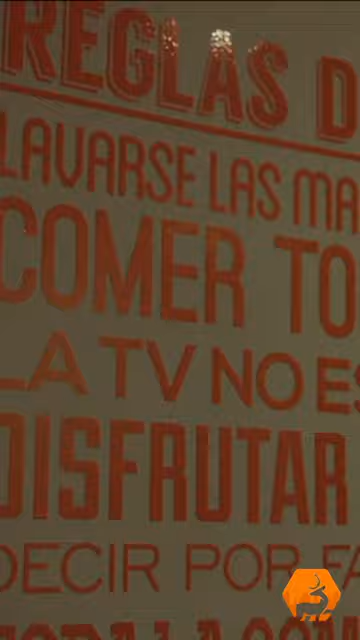 REGLAS D
LAVARSE LAS MA
COMER TO
LA TV NO ES
DISFRUTAR
DECIR POR FA